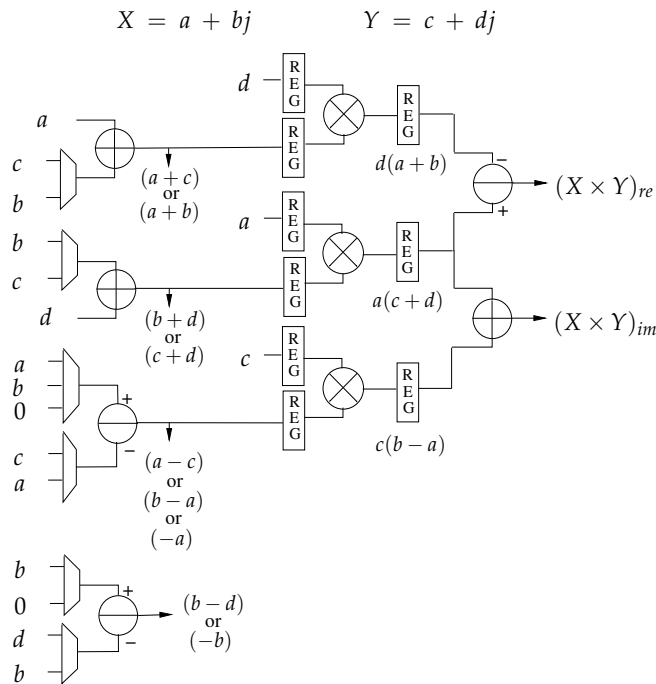 X = a + bj
Y = c + dj
d
REG
REG
REG
d(a + b)
a
c
b
(a + c)
or
(a + b)
−
+
(X × Y)re
a
REG
REG
REG
a(c + d)
b
c
d
(b + d)
or
(c + d)
(X × Y)im
c
REG
REG
REG
c(b − a)
a
b
0
+
−
c
a
(a − c)
or
(b − a)
or
(−a)
b
0
+
−
d
b
(b − d)
or
(−b)